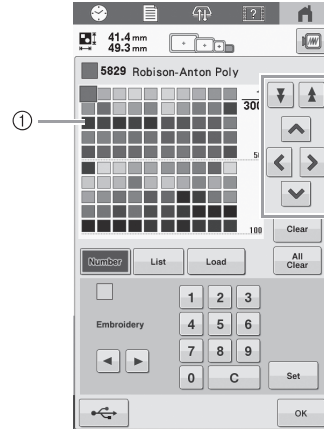 ?
41.4 mm
49.3 mm
5829 Robison-Anton Poly
300
①
50
100
Clear
Number List Load All Clear
Embroidery
1 2 3
4 5 6
7 8 9
0 C Set
OK